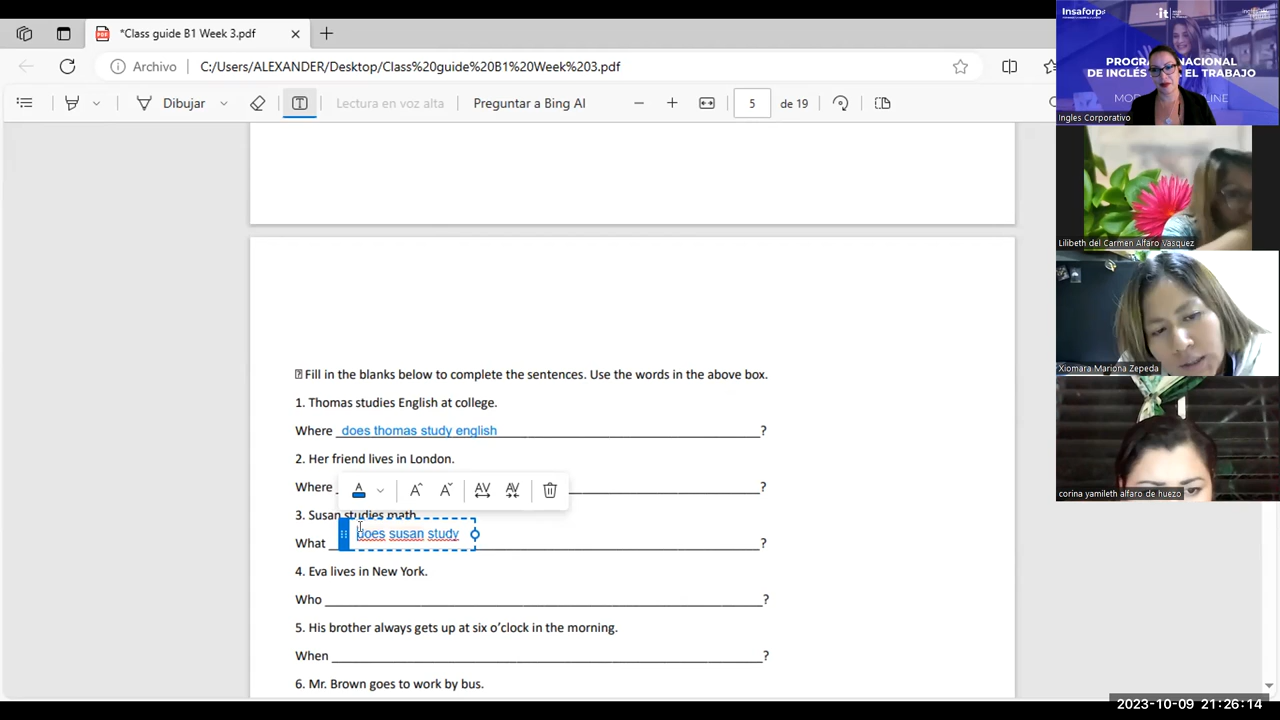 *Class guide B1 Week 3.pdf
Archivo
C:/Users/ALEXANDER/Desktop/Class%20guide%20B1%20Week%203.pdf
Dibujar
Lectura en voz alta
Preguntar a Bing AI
5
de 19
Fill in the blanks below to complete the sentences. Use the words in the above box.
1. Thomas studies English at college.
Where does thomas study english ?
2. Her friend lives in London.
Where ?
3. Susan studies math.
What does susan study ?
4. Eva lives in New York.
Who ?
5. His brother always gets up at six o'clock in the morning.
When ?
6. Mr. Brown goes to work by bus.
Insaforp
Ingles Corporativo
Lilibeth del Carmen Alfaro Vasquez
Xiomara Mariona Zepeda
corina yamileth alfaro de huezo
2023-10-09 21:26:14